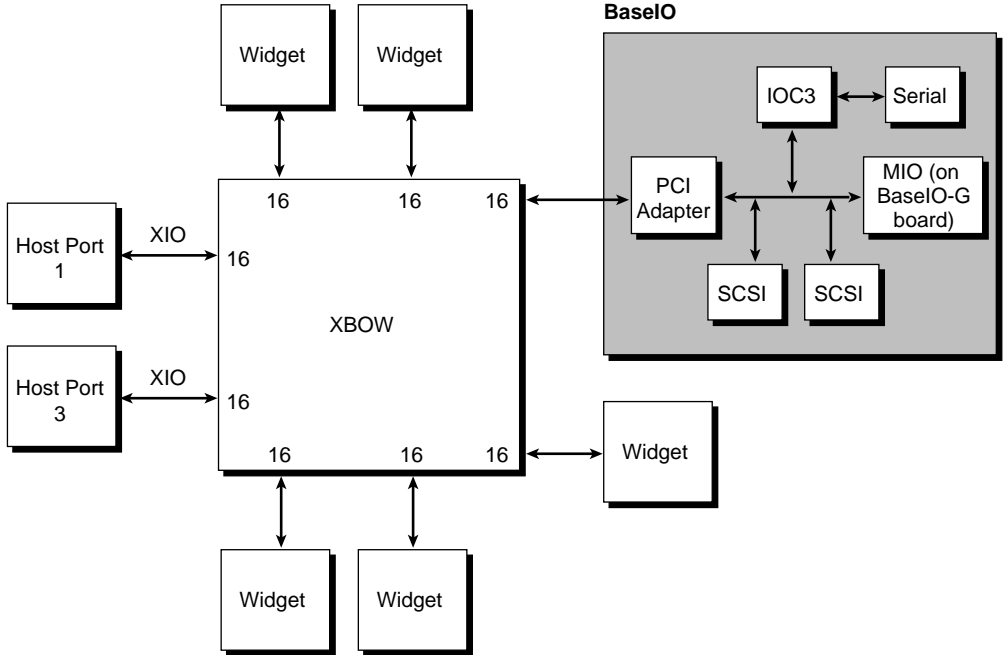 BaseIO
Widget
Widget
IOC3
Serial
PCI
Adapter
MIO (on
BaseIO-G
board)
16
16
16
Host Port
1
XIO
16
SCSI
SCSI
XBOW
Host Port
3
XIO
16
16
16
16
Widget
Widget
Widget